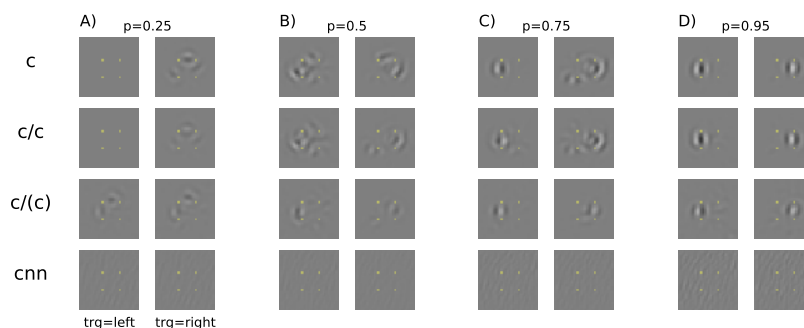 A) p=0.25 B) p=0.5 C) p=0.75 D) p=0.95
c
c/c
c/(c)
cnn
trg=left trg=right